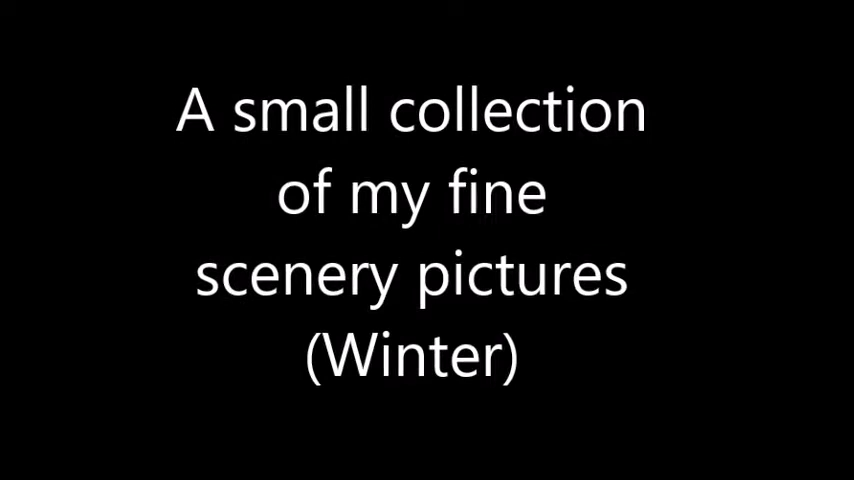 A small collection
of my fine
scenery pictures
(Winter)